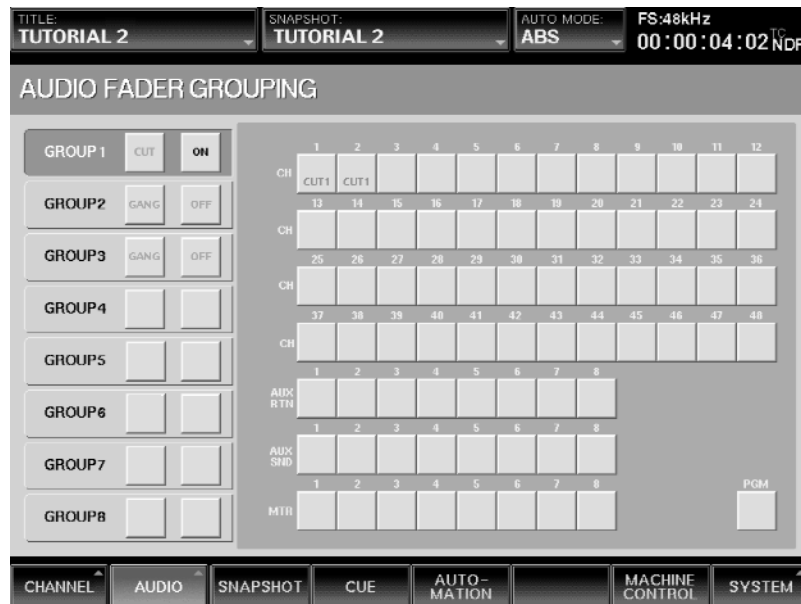 TITLE: SNAPSHOT: AUTO MODE: FS:48kHz
TUTORIAL 2 TUTORIAL 2 ABS 00:00:04:02 TC NDF
AUDIO FADER GROUPING
GROUP 1 CUT ON
GROUP2 GANG OFF
GROUP3 GANG OFF
GROUP4
GROUP5
GROUP6
GROUP7
GROUP8
1 2 3 4 5 6 7 8 9 10 11 12
CH CUT1 CUT1
13 14 15 16 17 18 19 20 21 22 23 24
CH
25 26 27 28 29 30 31 32 33 34 35 36
CH
37 38 39 40 41 42 43 44 45 46 47 48
CH
1 2 3 4 5 6 7 8
AUX
RTN
1 2 3 4 5 6 7 8
AUX
SND
1 2 3 4 5 6 7 8 PGM
MTR
CHANNEL AUDIO SNAPSHOT CUE AUTO- MACHINE SYSTEM
MATION CONTROL